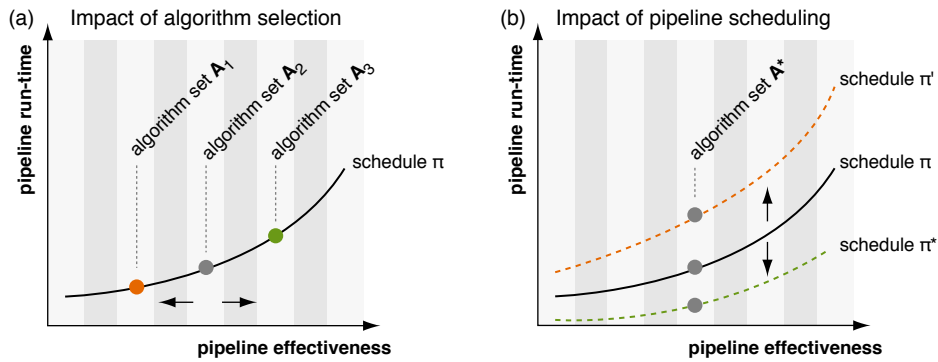 (a) Impact of algorithm selection
pipeline run-time
algorithm set A1
algorithm set A2
algorithm set A3
schedule π
pipeline effectiveness
(b) Impact of pipeline scheduling
pipeline run-time
algorithm set A*
schedule π'
schedule π
schedule π*
pipeline effectiveness